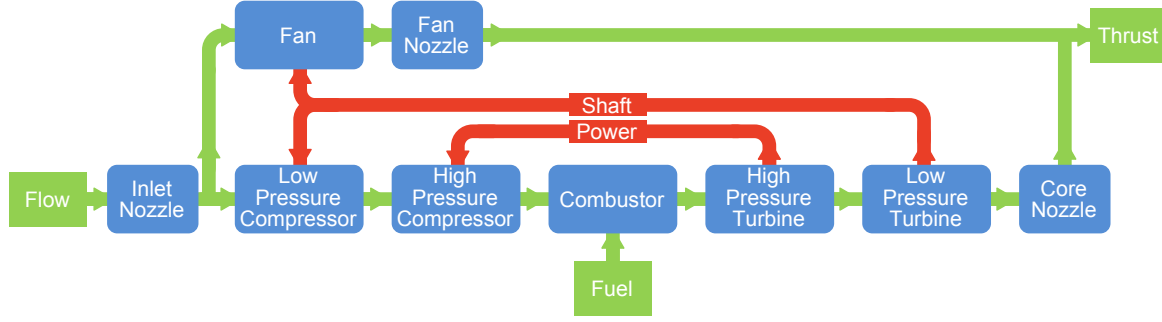 Fan
Fan
Nozzle
Thrust
Shaft
Power
Flow
Inlet
Nozzle
Low
Pressure
Compressor
High
Pressure
Compressor
Combustor
High
Pressure
Turbine
Low
Pressure
Turbine
Core
Nozzle
Fuel